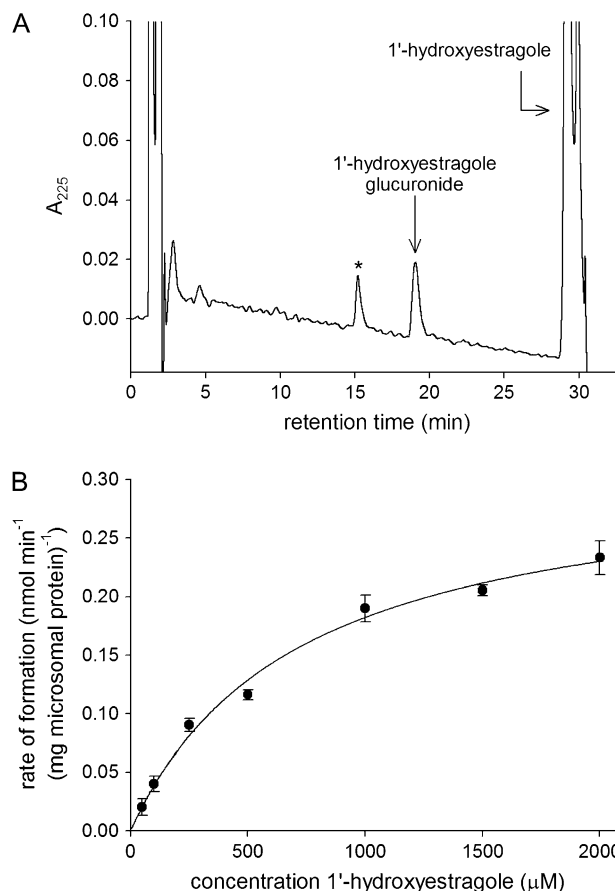 A
0.10
1'-hydroxyestragole
0.08
0.06
1'-hydroxyestragole
glucuronide
A225
0.04
0.02
*
0.00
0 5 10 15 20 25 30
retention time (min)
B
0.30
0.25
0.20
0.15
0.10
0.05
0.00
rate of formation (nmol min-1
(mg microsomal protein)-1)
0 500 1000 1500 2000
concentration 1'-hydroxyestragole (μM)